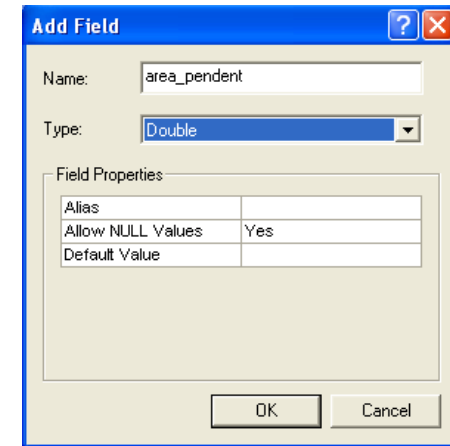 Add Field
Name: area_pendent
Type: Double
Field Properties
Alias
Allow NULL Values Yes
Default Value
OK Cancel